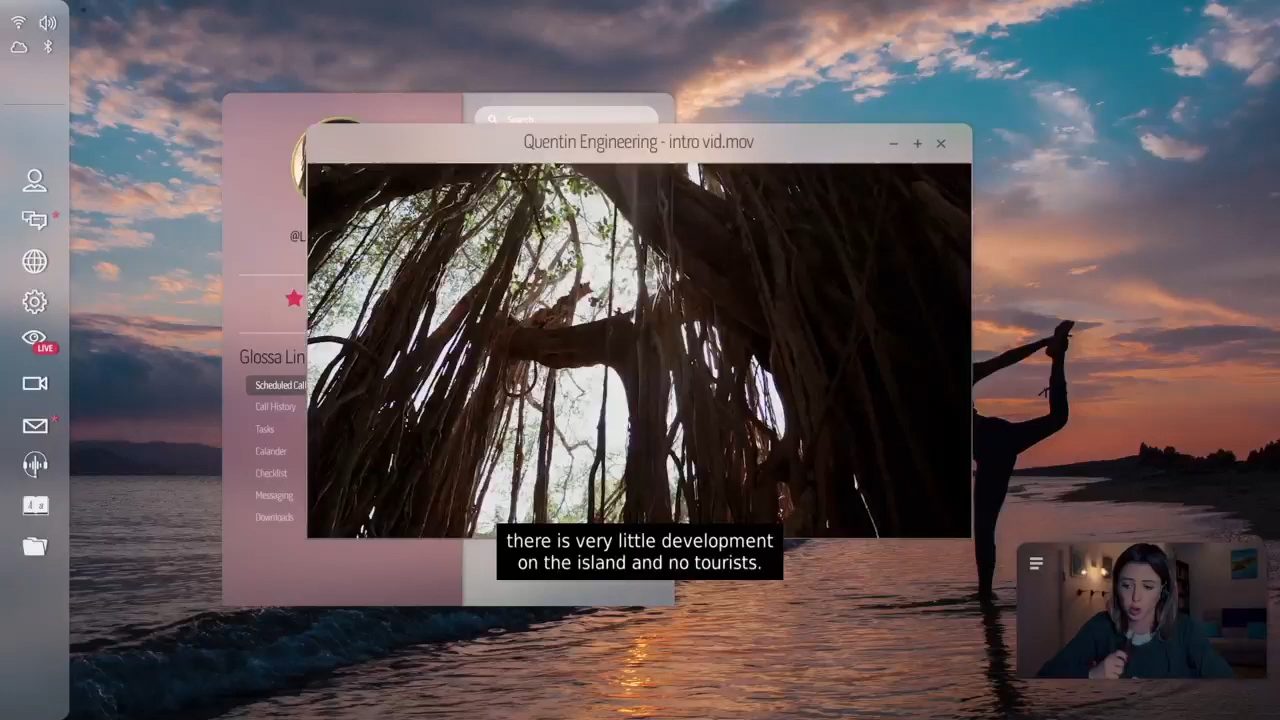 Search
Quentin Engineering - intro vid.mov
@L
Glossa Lin
LIVE
Scheduled Call
Call History
Tasks
Calander
Checklist
Messaging
Downloads
there is very little development
on the island and no tourists.